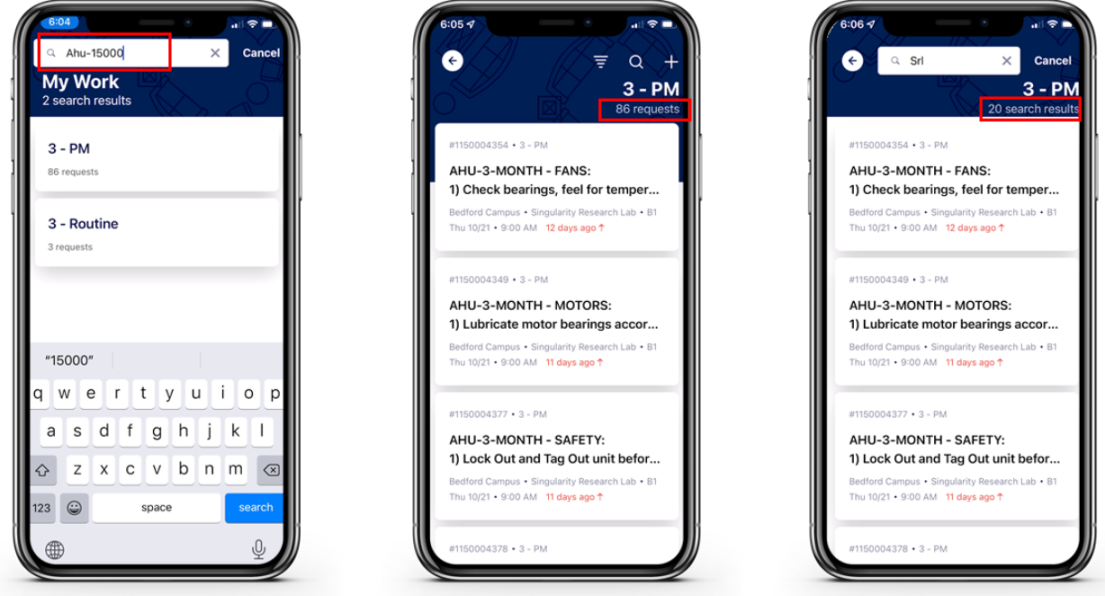 6:04
Ahu-15000
Cancel
My Work
2 search results
3 - PM
86 requests
3 - Routine
3 requests
"15000"
q w e r t y u i o p
a s d f g h j k l
z x c v b n m
123 space search
6:05
3 - PM
86 requests
#1150004354 • 3 - PM
AHU-3-MONTH - FANS:
1) Check bearings, feel for temper...
Bedford Campus • Singularity Research Lab • B1
Thu 10/21 • 9:00 AM 12 days ago ↑
#1150004349 • 3 - PM
AHU-3-MONTH - MOTORS:
1) Lubricate motor bearings accor...
Bedford Campus • Singularity Research Lab • B1
Thu 10/21 • 9:00 AM 11 days ago ↑
#1150004377 • 3 - PM
AHU-3-MONTH - SAFETY:
1) Lock Out and Tag Out unit befor...
Bedford Campus • Singularity Research Lab • B1
Thu 10/21 • 9:00 AM 11 days ago ↑
#1150004378 • 3 - PM
6:06
Srl
Cancel
3 - PM
20 search results
#1150004354 • 3 - PM
AHU-3-MONTH - FANS:
1) Check bearings, feel for temper...
Bedford Campus • Singularity Research Lab • B1
Thu 10/21 • 9:00 AM 12 days ago ↑
#1150004349 • 3 - PM
AHU-3-MONTH - MOTORS:
1) Lubricate motor bearings accor...
Bedford Campus • Singularity Research Lab • B1
Thu 10/21 • 9:00 AM 11 days ago ↑
#1150004377 • 3 - PM
AHU-3-MONTH - SAFETY:
1) Lock Out and Tag Out unit befor...
Bedford Campus • Singularity Research Lab • B1
Thu 10/21 • 9:00 AM 11 days ago ↑
#1150004378 • 3 - PM